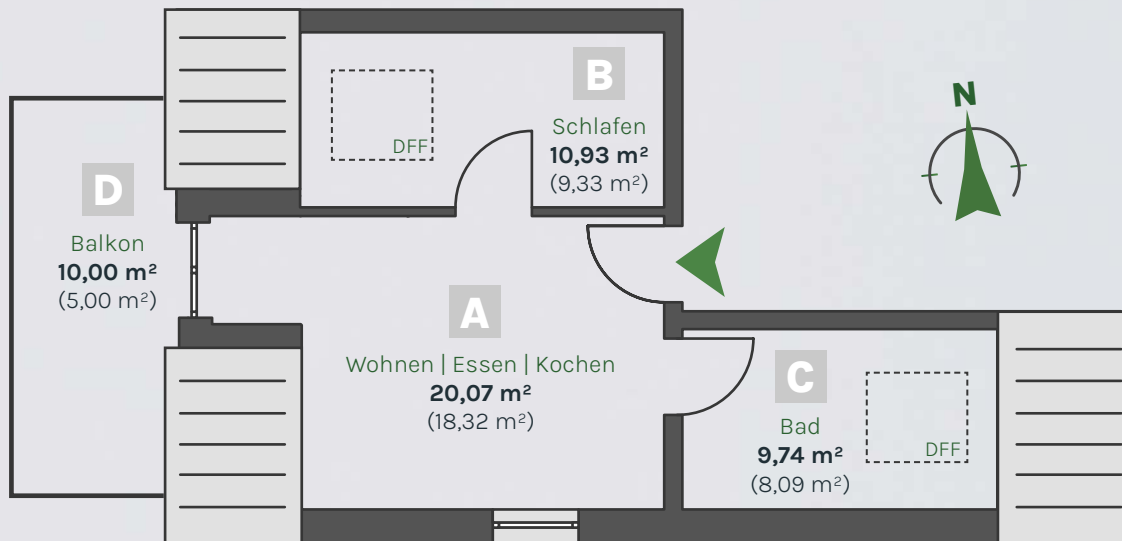 B
Schlafen
10,93 m²
(9,33 m²)
DFF
N
D
Balkon
10,00 m²
(5,00 m²)
A
Wohnen | Essen | Kochen
20,07 m²
(18,32 m²)
C
Bad
9,74 m²
(8,09 m²)
DFF